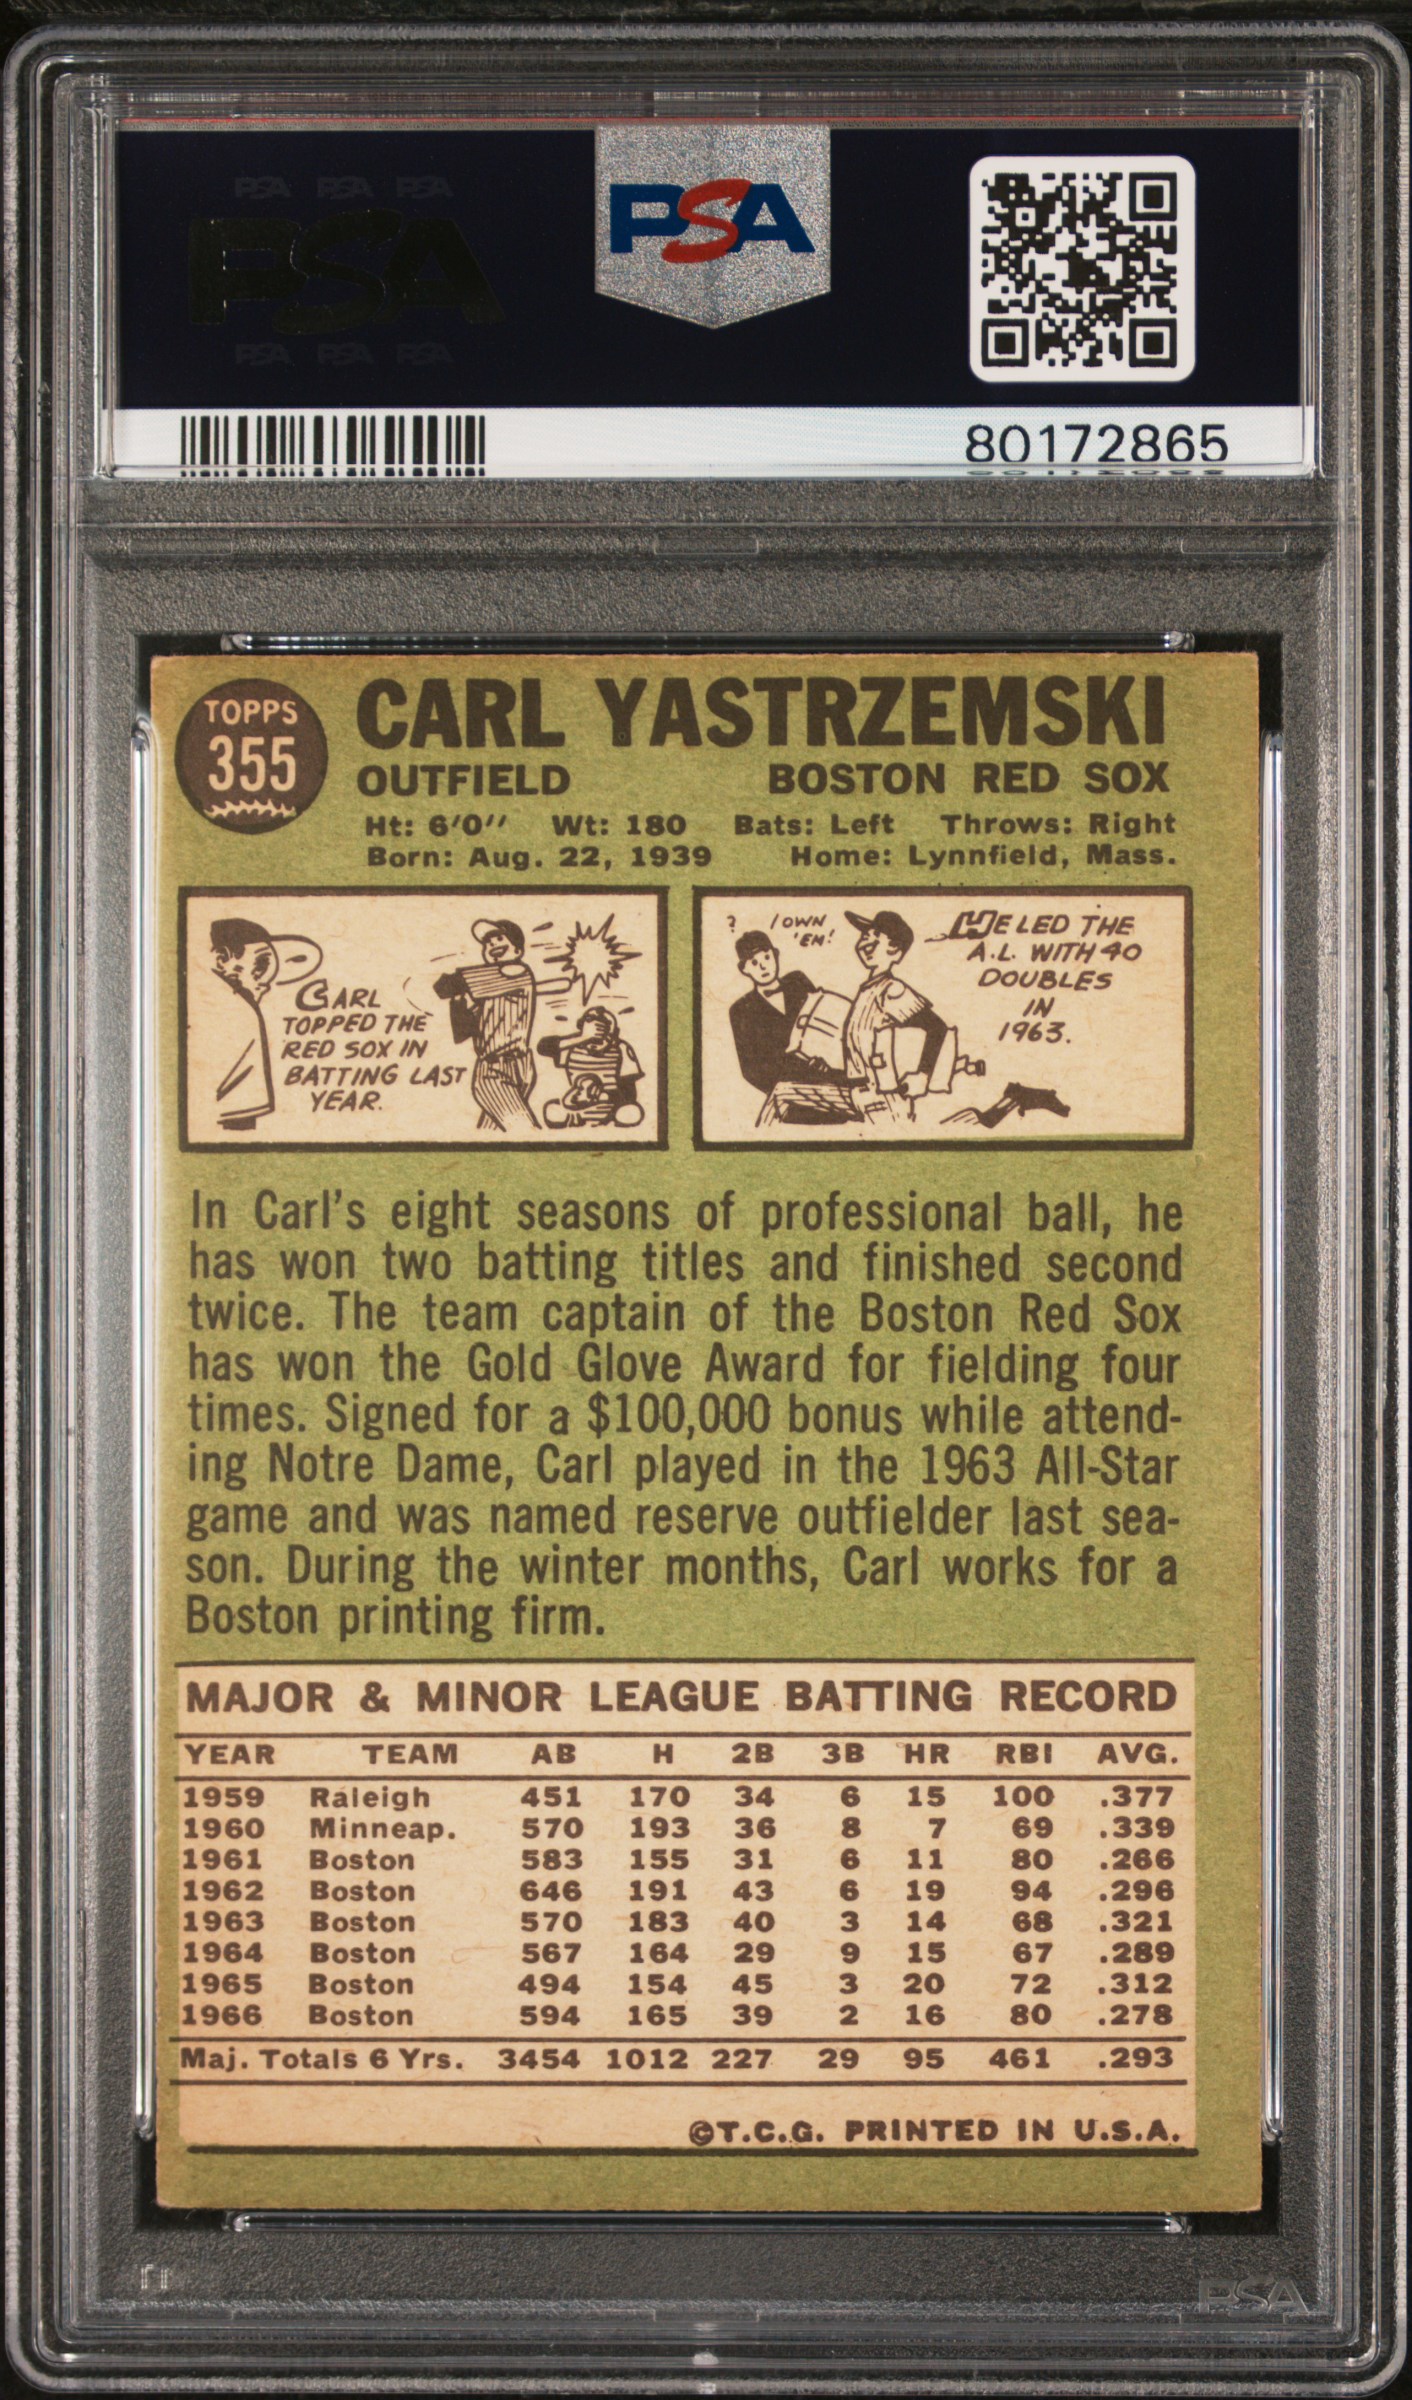 PSA PSA PSA
PSA
PSA PSA PSA
PSA
80172865
TOPPS
355
CARL YASTRZEMSKI
OUTFIELD BOSTON RED SOX
Ht: 6'0'' Wt: 180 Bats: Left Throws: Right
Born: Aug. 22, 1939 Home: Lynnfield, Mass.
CARL
TOPPED THE
RED SOX IN
BATTING LAST
YEAR.
?
I OWN
'EM!
HE LED THE
A.L. WITH 40
DOUBLES
IN
1963.
In Carl's eight seasons of professional ball, he
has won two batting titles and finished second
twice. The team captain of the Boston Red Sox
has won the Gold Glove Award for fielding four
times. Signed for a $100,000 bonus while attend-
ing Notre Dame, Carl played in the 1963 All-Star
game and was named reserve outfielder last sea-
son. During the winter months, Carl works for a
Boston printing firm.
MAJOR & MINOR LEAGUE BATTING RECORD
YEAR TEAM AB H 2B 3B HR RBI AVG.
1959 Raleigh 451 170 34 6 15 100 .377
1960 Minneap. 570 193 36 8 7 69 .339
1961 Boston 583 155 31 6 11 80 .266
1962 Boston 646 191 43 6 19 94 .296
1963 Boston 570 183 40 3 14 68 .321
1964 Boston 567 164 29 9 15 67 .289
1965 Boston 494 154 45 3 20 72 .312
1966 Boston 594 165 39 2 16 80 .278
Maj. Totals 6 Yrs. 3454 1012 227 29 95 461 .293
©T.C.G. PRINTED IN U.S.A.
PSA